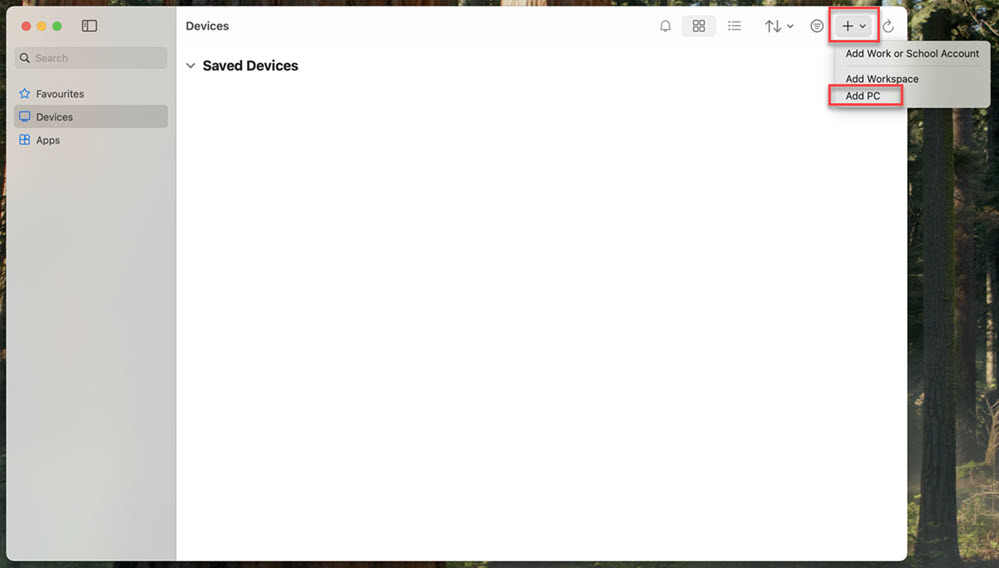 Devices
Search
Favourites
Devices
Apps
Saved Devices
Add Work or School Account
Add Workspace
Add PC